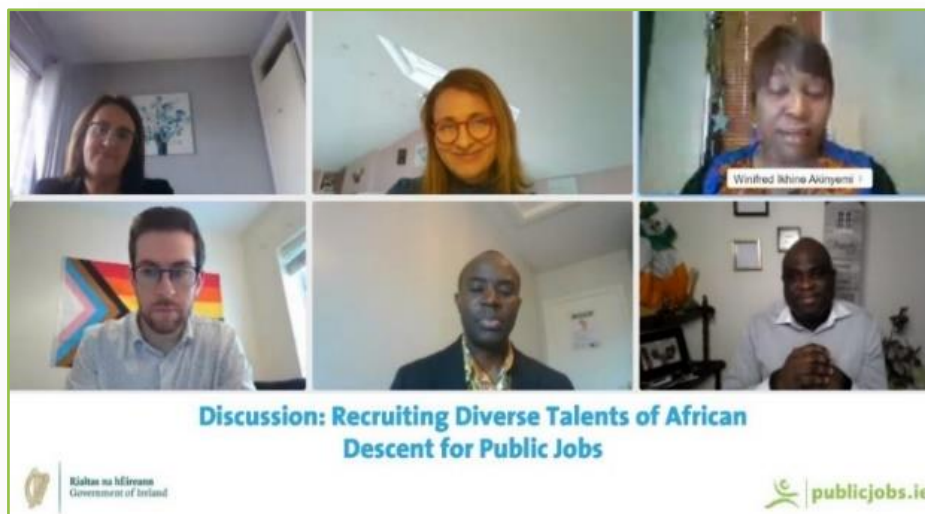 Winifred Ikhine Akinyemi
Discussion: Recruiting Diverse Talents of African
Descent for Public Jobs
Rialtas na hÉireann
Government of Ireland
publicjobs.ie